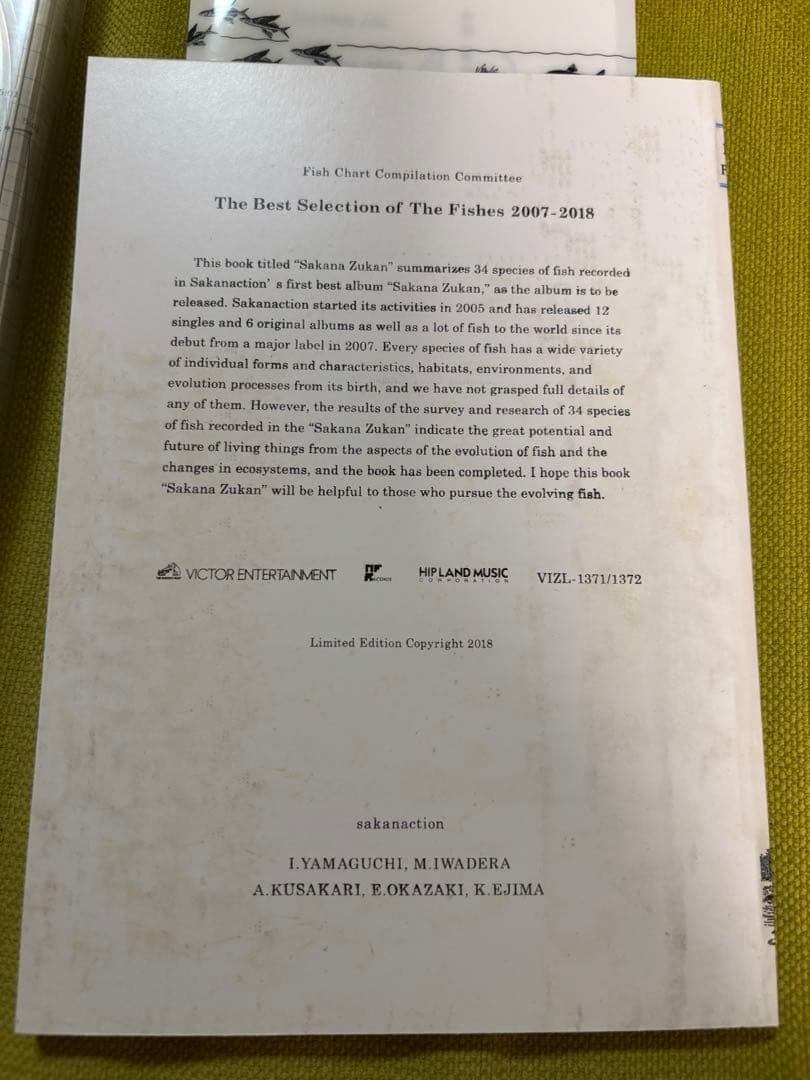 Fish Chart Compilation Committee
The Best Selection of The Fishes 2007-2018
This book titled “Sakana Zukan” summarizes 34 species of fish recorded
in Sakanaction’ s first best album “Sakana Zukan,” as the album is to be
released. Sakanaction started its activities in 2005 and has released 12
singles and 6 original albums as well as a lot of fish to the world since its
debut from a major label in 2007. Every species of fish has a wide variety
of individual forms and characteristics, habitats, environments, and
evolution processes from its birth, and we have not grasped full details of
any of them. However, the results of the survey and research of 34 species
of fish recorded in the “Sakana Zukan” indicate the great potential and
future of living things from the aspects of the evolution of fish and the
changes in ecosystems, and the book has been completed. I hope this book
“Sakana Zukan” will be helpful to those who pursue the evolving fish.
VICTOR ENTERTAINMENT
NF RECORDS
HIP LAND MUSIC
CORPORATION
VIZL-1371/1372
Limited Edition Copyright 2018
sakanaction
I.YAMAGUCHI, M.IWADERA
A.KUSAKARI, E.OKAZAKI, K.EJIMA